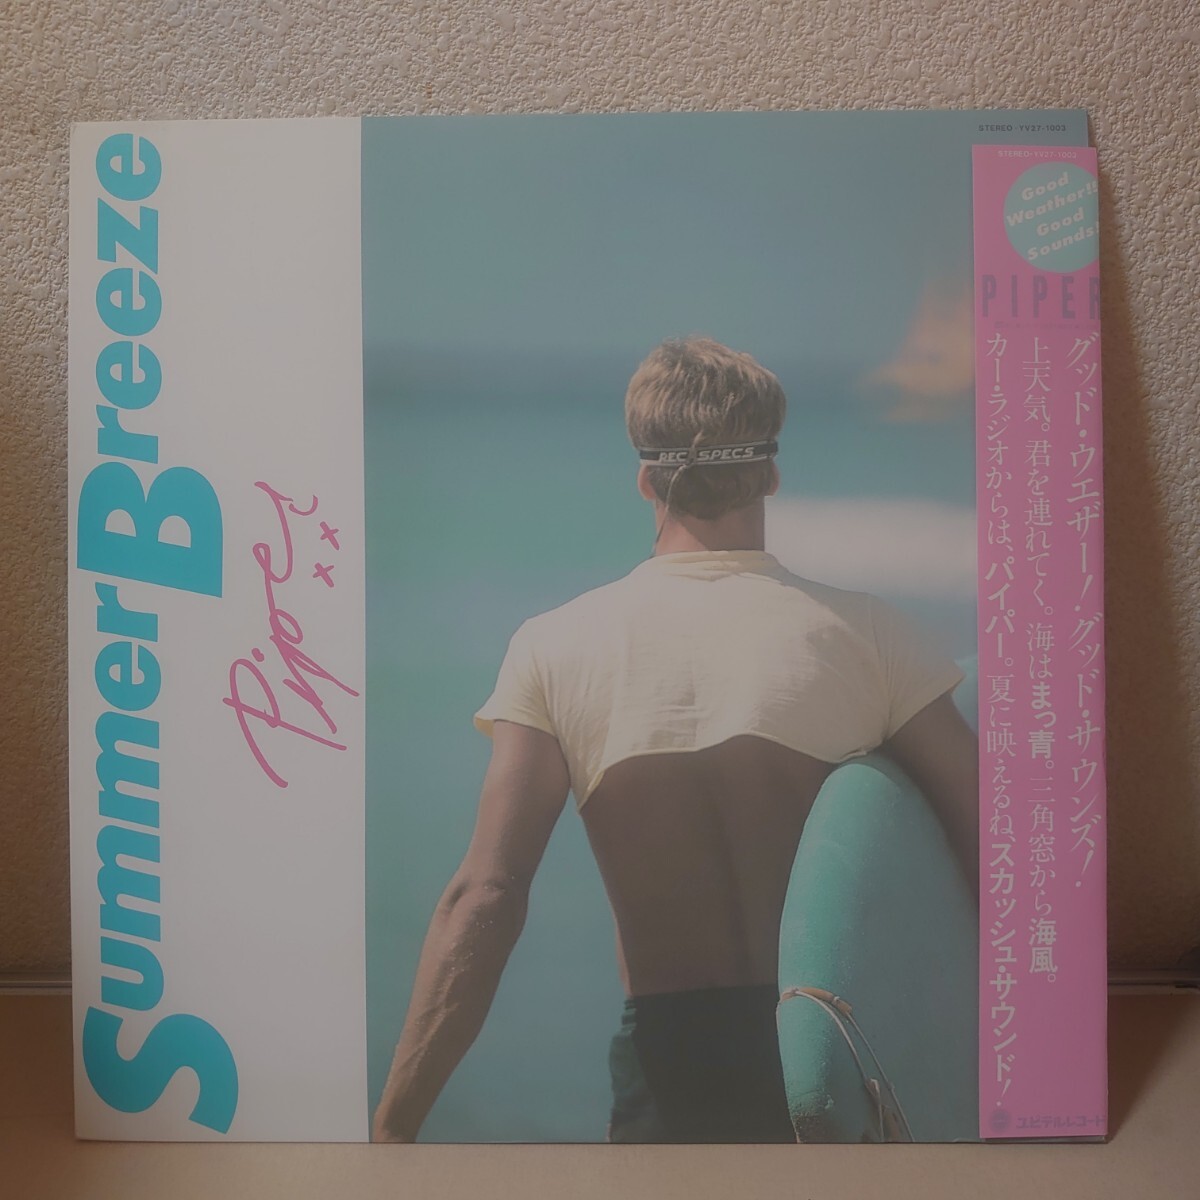 Summer Breeze
Piper
STEREO・YV27-1003
REC SPECS
STEREO・YV27-1003
Good
Weather!!
Good
Sounds!
PIPER
グッド・ウエザー！グッド・サウンズ！
上天気。君を連れてく。海はまっ青。三角窓から海風。
カー・ラジオからは、パイパー。夏に映えるね、スカッシュ・サウンド！
ユピテルレコード